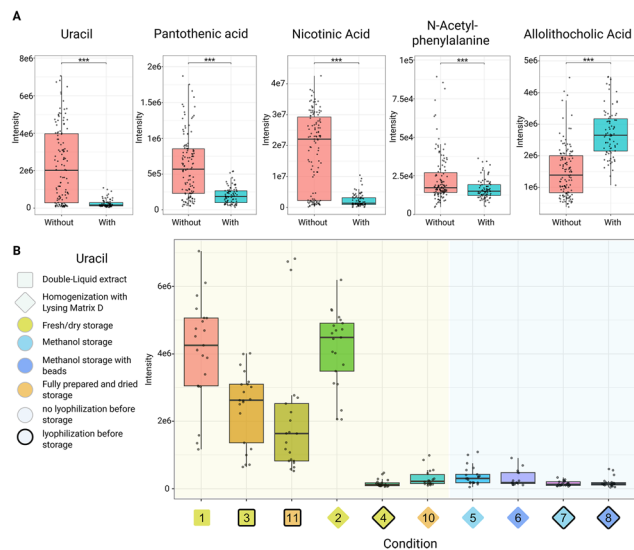 A
Uracil
Pantothenic acid
Nicotinic Acid
N-Acetyl-
phenylalanine
Allolithocholic Acid
Intensity
6e6
4e6
2e6
0
***
Without
With
Intensity
2e6
1.5e6
1e6
5e5
0
***
Without
With
Intensity
4e7
3e7
2e7
1e7
0
***
Without
With
Intensity
1e5
7.5e4
5e4
2.5e4
0
***
Without
With
Intensity
5e6
4e6
3e6
2e6
1e6
***
Without
With
B
Uracil
Double-Liquid extract
Homogenization with
Lysing Matrix D
Fresh/dry storage
Methanol storage
Methanol storage with
beads
Fully prepared and dried
storage
no lyophilization before
storage
lyophilization before
storage
Intensity
6e6
4e6
2e6
0
1
3
11
2
4
10
5
6
7
8
Condition